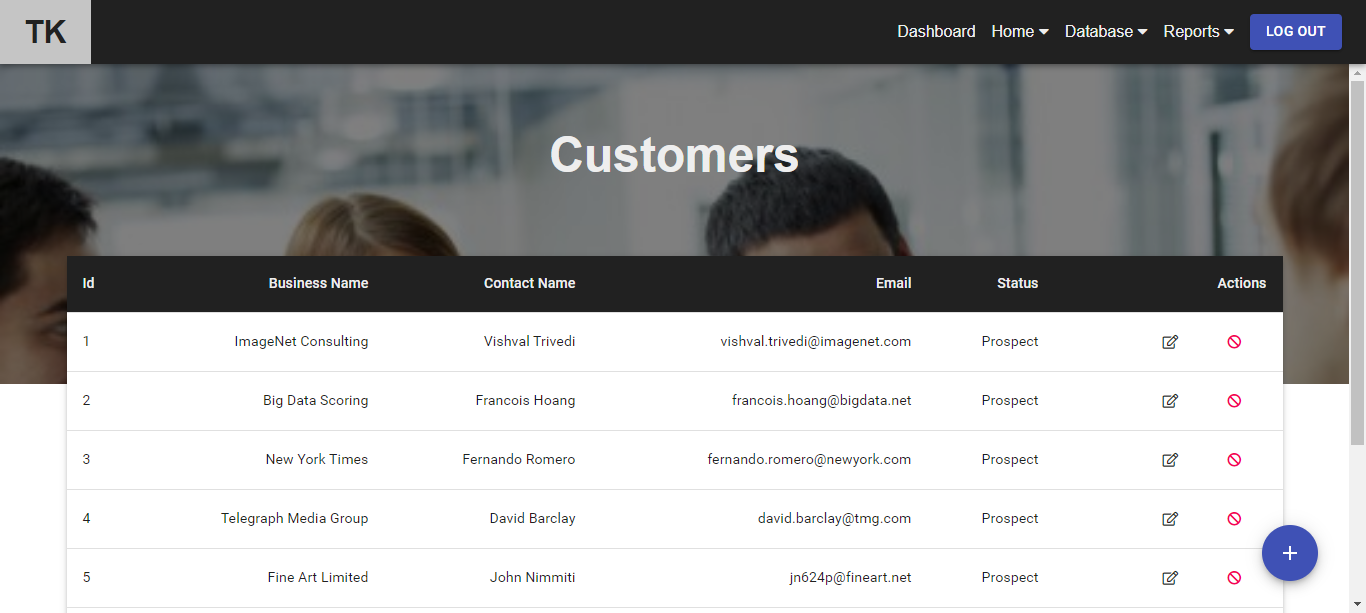 TK
Dashboard Home Database Reports LOG OUT
Customers
Id Business Name Contact Name Email Status Actions
1 ImageNet Consulting Vishval Trivedi vishval.trivedi@imagenet.com Prospect
2 Big Data Scoring Francois Hoang francois.hoang@bigdata.net Prospect
3 New York Times Fernando Romero fernando.romero@newyork.com Prospect
4 Telegraph Media Group David Barclay david.barclay@tmg.com Prospect
5 Fine Art Limited John Nimmiti jn624p@fineart.net Prospect